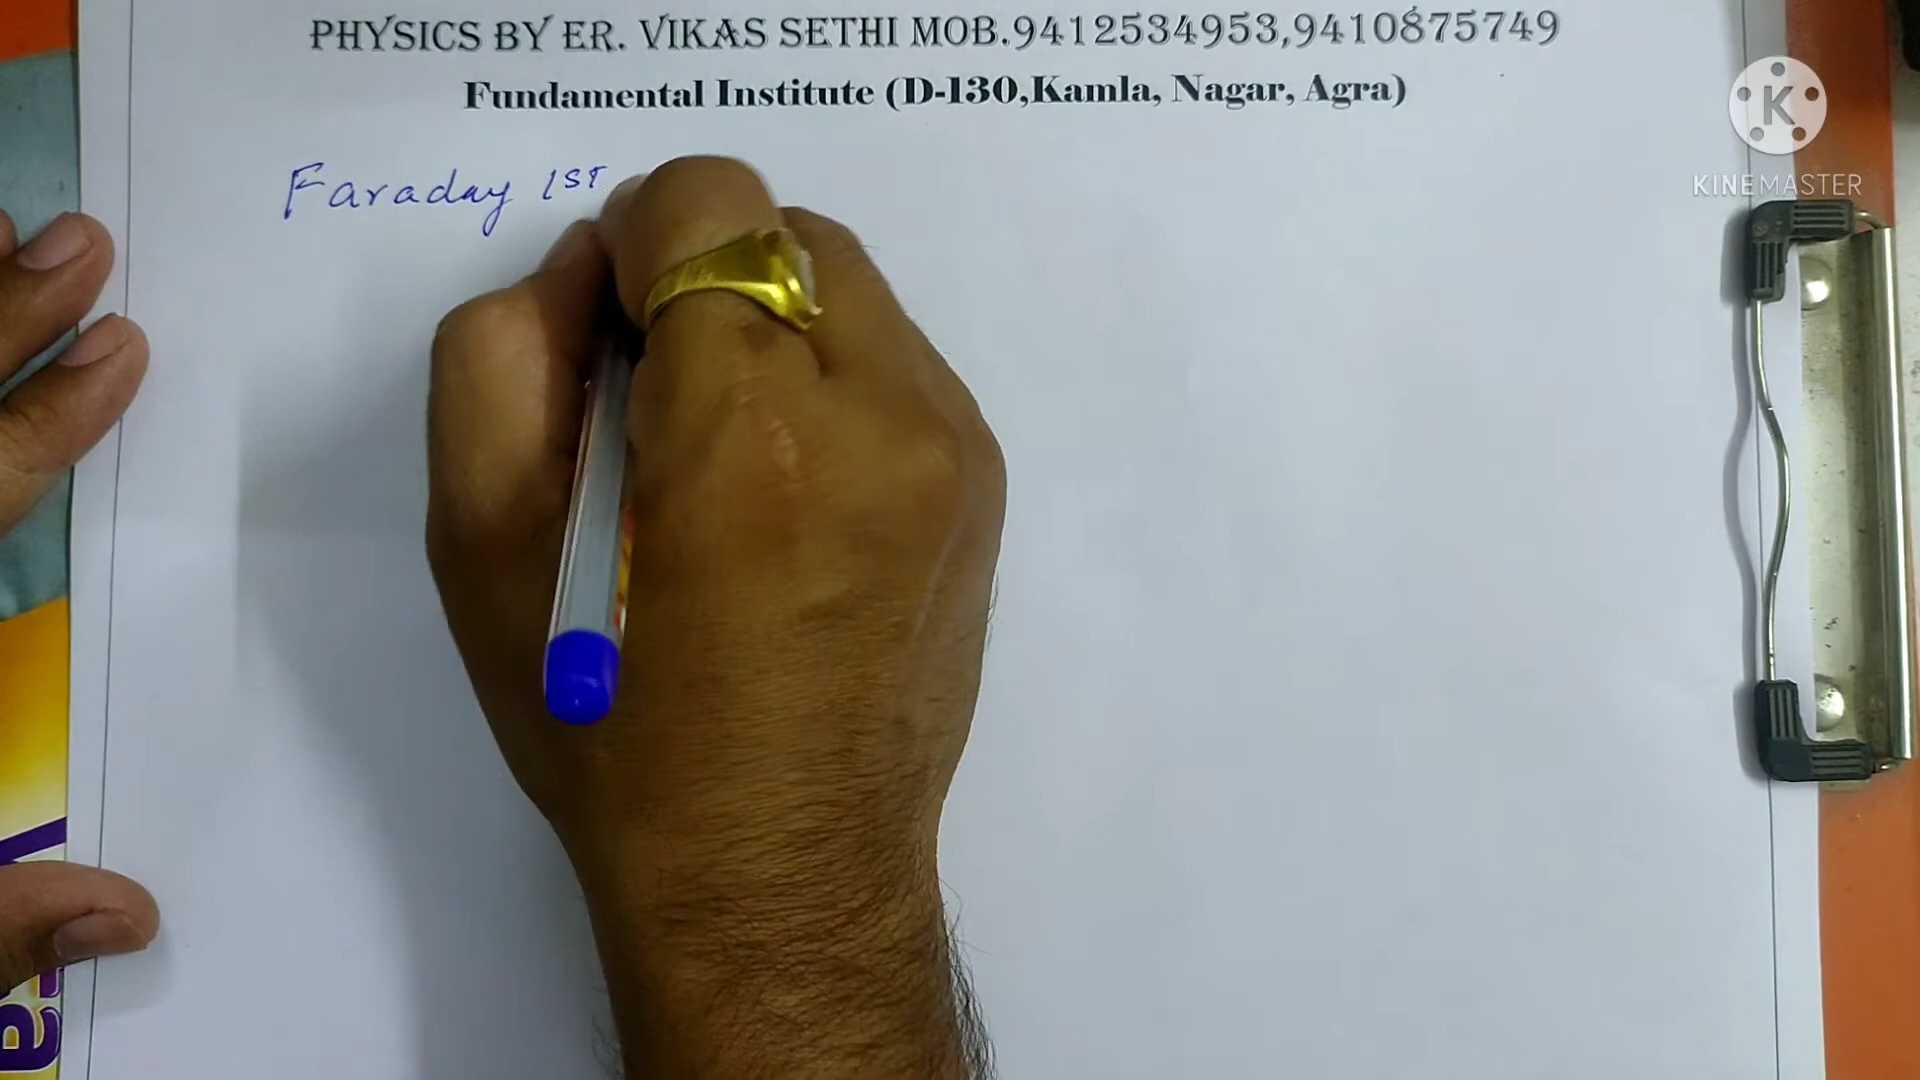 PHYSICS BY ER. VIKAS SETHI MOB.9412534953,9410875749
Fundamental Institute (D-130,Kamla, Nagar, Agra)
K
KINEMASTER
Faraday 1ST